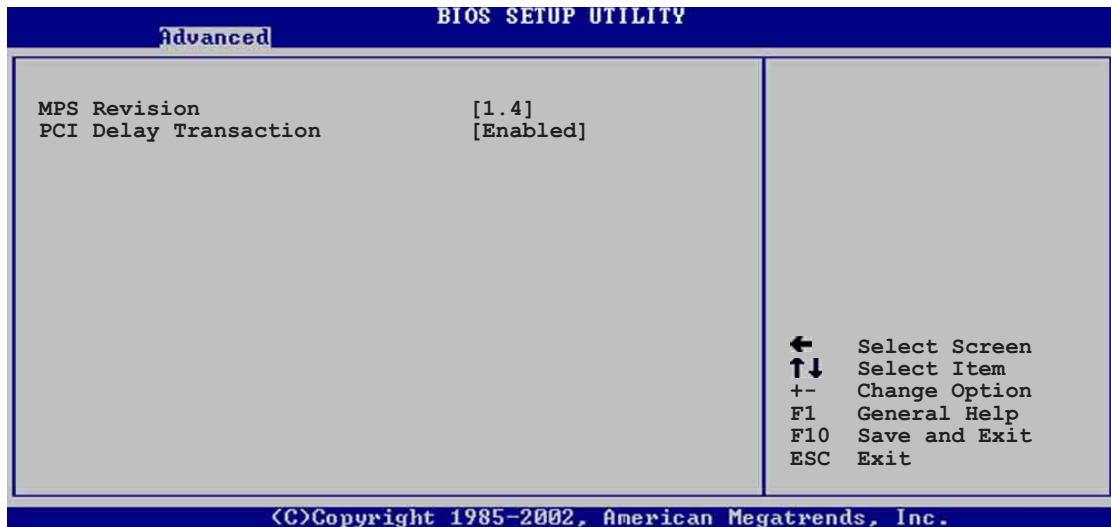 BIOS SETUP UTILITY
Advanced
MPS Revision [1.4]
PCI Delay Transaction [Enabled]
← Select Screen
↑↓ Select Item
+- Change Option
F1 General Help
F10 Save and Exit
ESC Exit
(C)Copyright 1985-2002, American Megatrends, Inc.